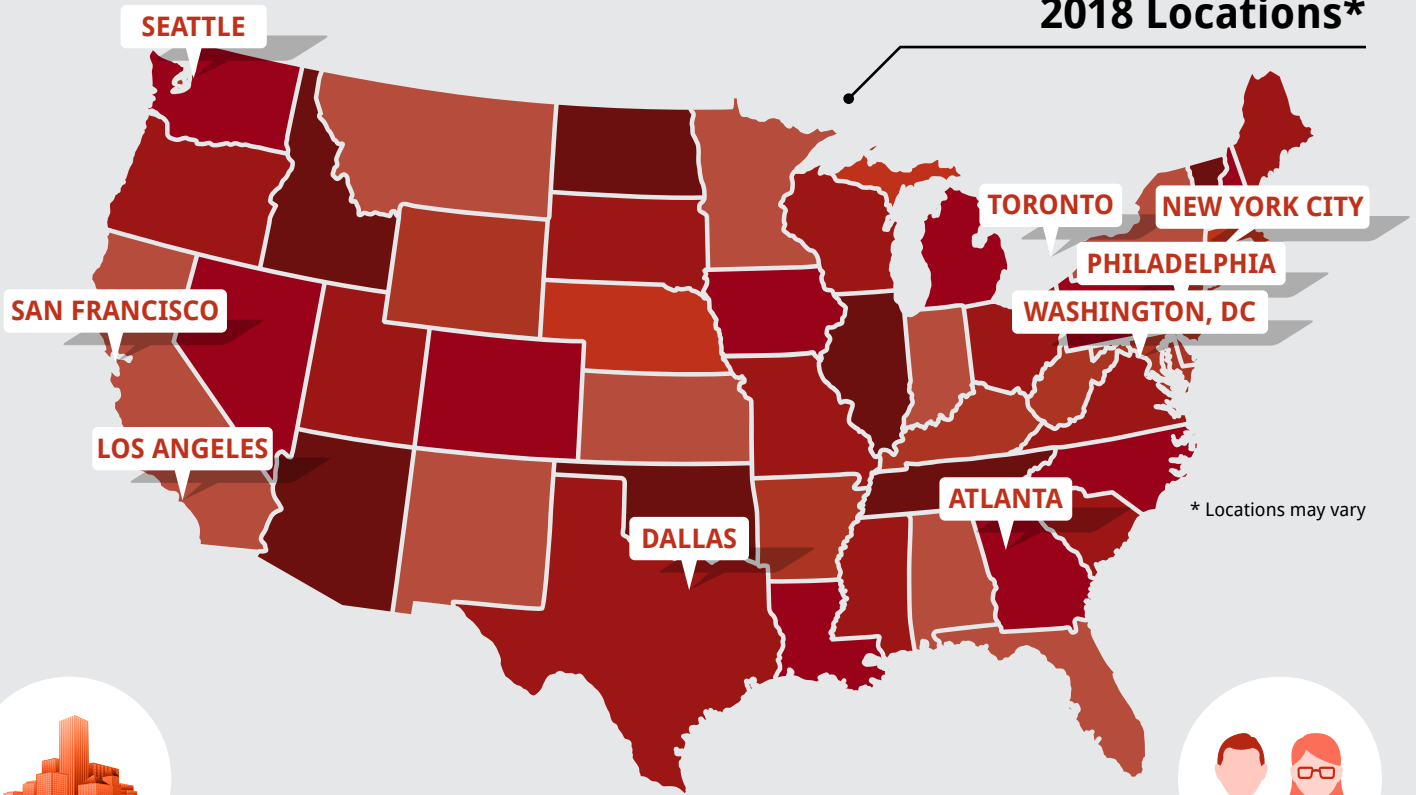 2018 Locations*
SEATTLE
TORONTO
NEW YORK CITY
PHILADELPHIA
SAN FRANCISCO
WASHINGTON, DC
LOS ANGELES
ATLANTA
* Locations may vary
DALLAS